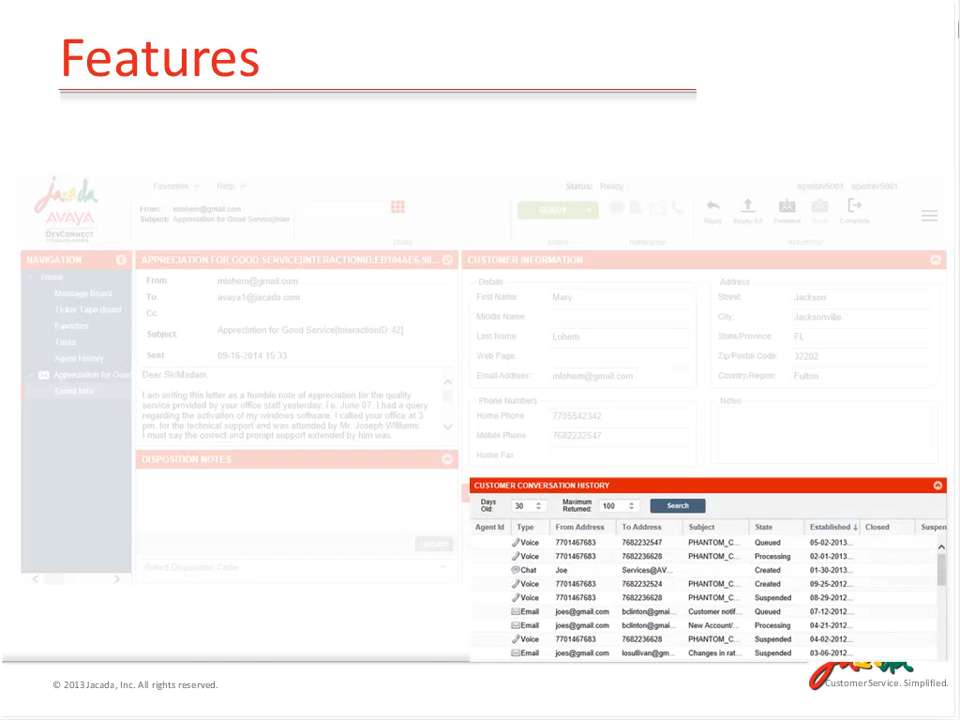 Features
jacada
AVAYA
DEVCONNECT
Favorites Help
From: mlohem@gmail.com
Subject: Appreciation for Good Service[Inter
Status: Ready
agentav5001 agentav5001
READY
Reply Reply All Forward Complete
NAVIGATION
Home
Message Board
Ticker Tape Board
Favorites
Tasks
Agent History
Appreciation for Good
Email Info
APPRECIATION FOR GOOD SERVICE[INTERACTIONID:EB104AE6-98...
From: mlohem@gmail.com
To avaya1@jacada.com
Cc
Subject: Appreciation for Good Service[InteractionID: 42]
Sent 09-16-2014 15:33
Dear Sir/Madam,
I am writing this letter as a humble note of appreciation for the quality
service provided by your office staff yesterday, i.e. June 07. I had a query
regarding the activation of my windows software. I called your office at 3
pm. for the technical support and was attended by Mr. Joseph Williams.
I must say the correct and prompt support extended by him was
DISPOSITION NOTES
Select Disposition Code
CUSTOMER INFORMATION
Details
First Name: Mary
Middle Name
Last Name: Lohem
Web Page:
Email Address: mlohem@gmail.com
Address
Street: Jackson
City: Jacksonville
State/Province: FL
Zip/Postal Code: 32202
Country/Region: Fulton
Phone Numbers
Home Phone: 7705542342
Mobile Phone: 7682232547
Home Fax:
Notes
CUSTOMER CONVERSATION HISTORY
Days Old: 30 Maximum Returned: 100 Search
Agent Id Type From Address To Address Subject State Established Closed Suspen
Voice 7701467683 7682232547 PHANTOM_C... Queued 05-02-2013...
Voice 7701467683 7682236628 PHANTOM_C... Processing 02-01-2013...
Chat Joe Services@AV... Created 01-30-2013...
Voice 7701467683 7682232524 PHANTOM_C... Created 09-25-2012...
Voice 7701467683 7682236628 PHANTOM_C... Suspended 08-29-2012...
Email joes@gmail.com bclinton@gmai... Customer notif... Queued 07-12-2012...
Email joes@gmail.com bclinton@gmai... New Account/... Processing 04-21-2012...
Voice 7701467683 7682236628 PHANTOM_C... Suspended 04-02-2012...
Email joes@gmail.com losullivan@gm... Changes in rat... Suspended 03-06-2012...
© 2013 Jacada, Inc. All rights reserved.
Customer Service. Simplified.